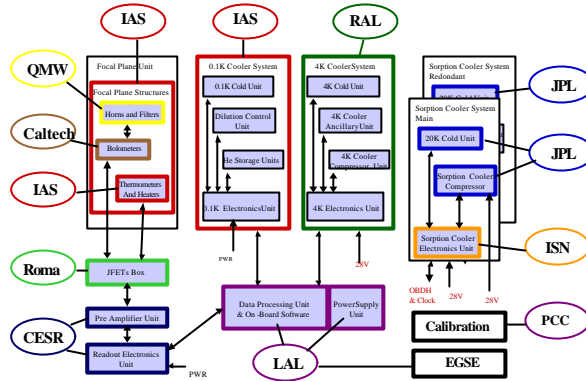 IAS
IAS
RAL
Focal Plane Unit
0.1K Cooler System
4K CoolerSystem
Sorption Cooler System
Redondant
QMW
Focal Plane Structures
0.1K Cold Unit
4K Cold Unit
JPL
Horns and Filters
Sorption Cooler System
Main
Dilution Control
Unit
4K Cooler
AncillaryUnit
Caltech
Bolometers
20K Cold Unit
JPL
He Storage Units
4K Cooler
Compressor Unit
IAS
Thermometers
And Heaters
Sorption Cooler
Compressor
0.1K ElectronicsUnit
4K Electronics Unit
Sorption Cooler
Electronics Unit
ISN
PWR
28V
Roma
JFETs Box
OBDH
& Clock
28V
28V
Data Processing Unit
& On -Board Software
PowerSupply
Unit
Pre Amplifier Unit
Calibration
PCC
CESR
Readout Electronics
Unit
PWR
LAL
EGSE